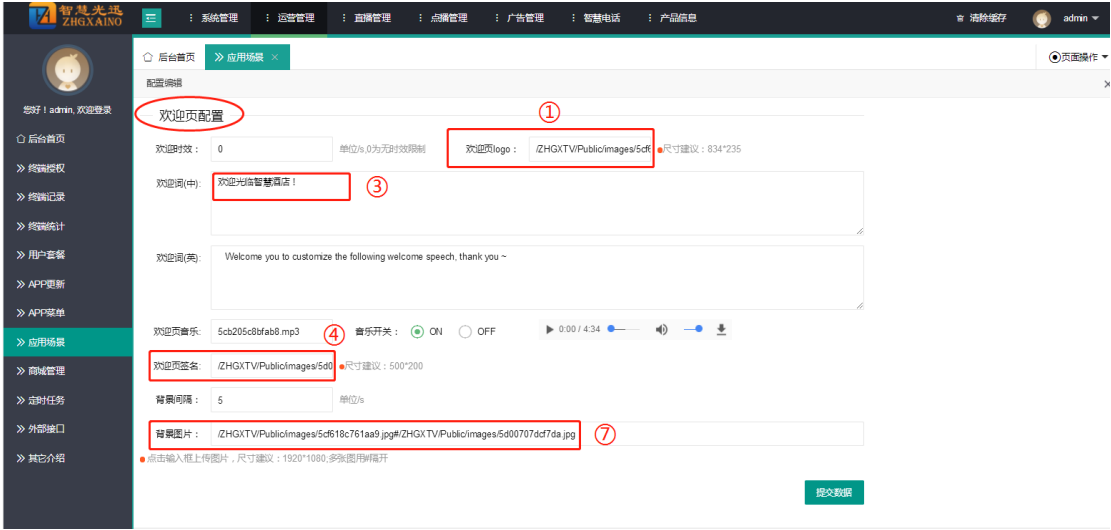 智慧光迅
ZHGXAINO
系统管理
运营管理
直播管理
点播管理
广告管理
智慧电话
产品信息
清除缓存
admin
后台首页
应用场景 ×
页面操作
配置编辑
×
您好！admin, 欢迎登录
后台首页
终端授权
终端记录
终端统计
用户套餐
APP更新
APP菜单
应用场景
商城管理
定时任务
外部接口
其它介绍
欢迎页配置
①
欢迎时效： 0 单位/s,0为无时效限制 欢迎页logo： /ZHGXTV/Public/images/5cf6 尺寸建议：834*235
欢迎词(中): 欢迎光临智慧酒店！ ③
欢迎词(英): Welcome you to customize the following welcome speech, thank you ~
欢迎页音乐: 5cb205c8bfab8.mp3 ④ 音乐开关： ON OFF 0:00 / 4:34
欢迎页签名: /ZHGXTV/Public/images/5d0 尺寸建议：500*200
背景间隔： 5 单位/s
背景图片： /ZHGXTV/Public/images/5cf618c761aa9.jpg#/ZHGXTV/Public/images/5d00707dcf7da.jpg ⑦
点击输入框上传图片，尺寸建议：1920*1080;多张图用#隔开
提交数据